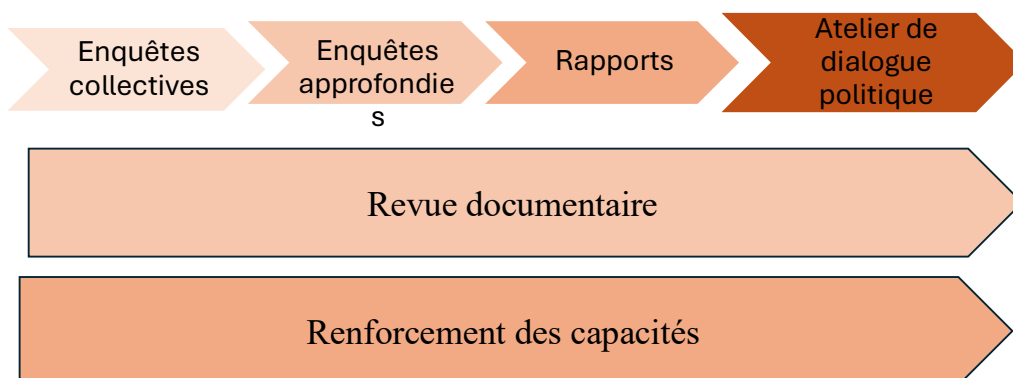 Enquêtes
collectives
Enquêtes
approfondie
s
Rapports
Atelier de
dialogue
politique
Revue documentaire
Renforcement des capacités